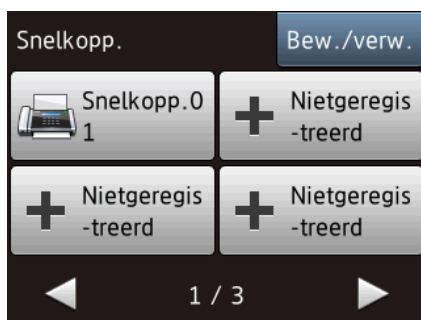 Snelkopp.
Bew./verw.
Snelkopp.0
1
Nietgeregis
-treerd
Nietgeregis
-treerd
Nietgeregis
-treerd
1 / 3